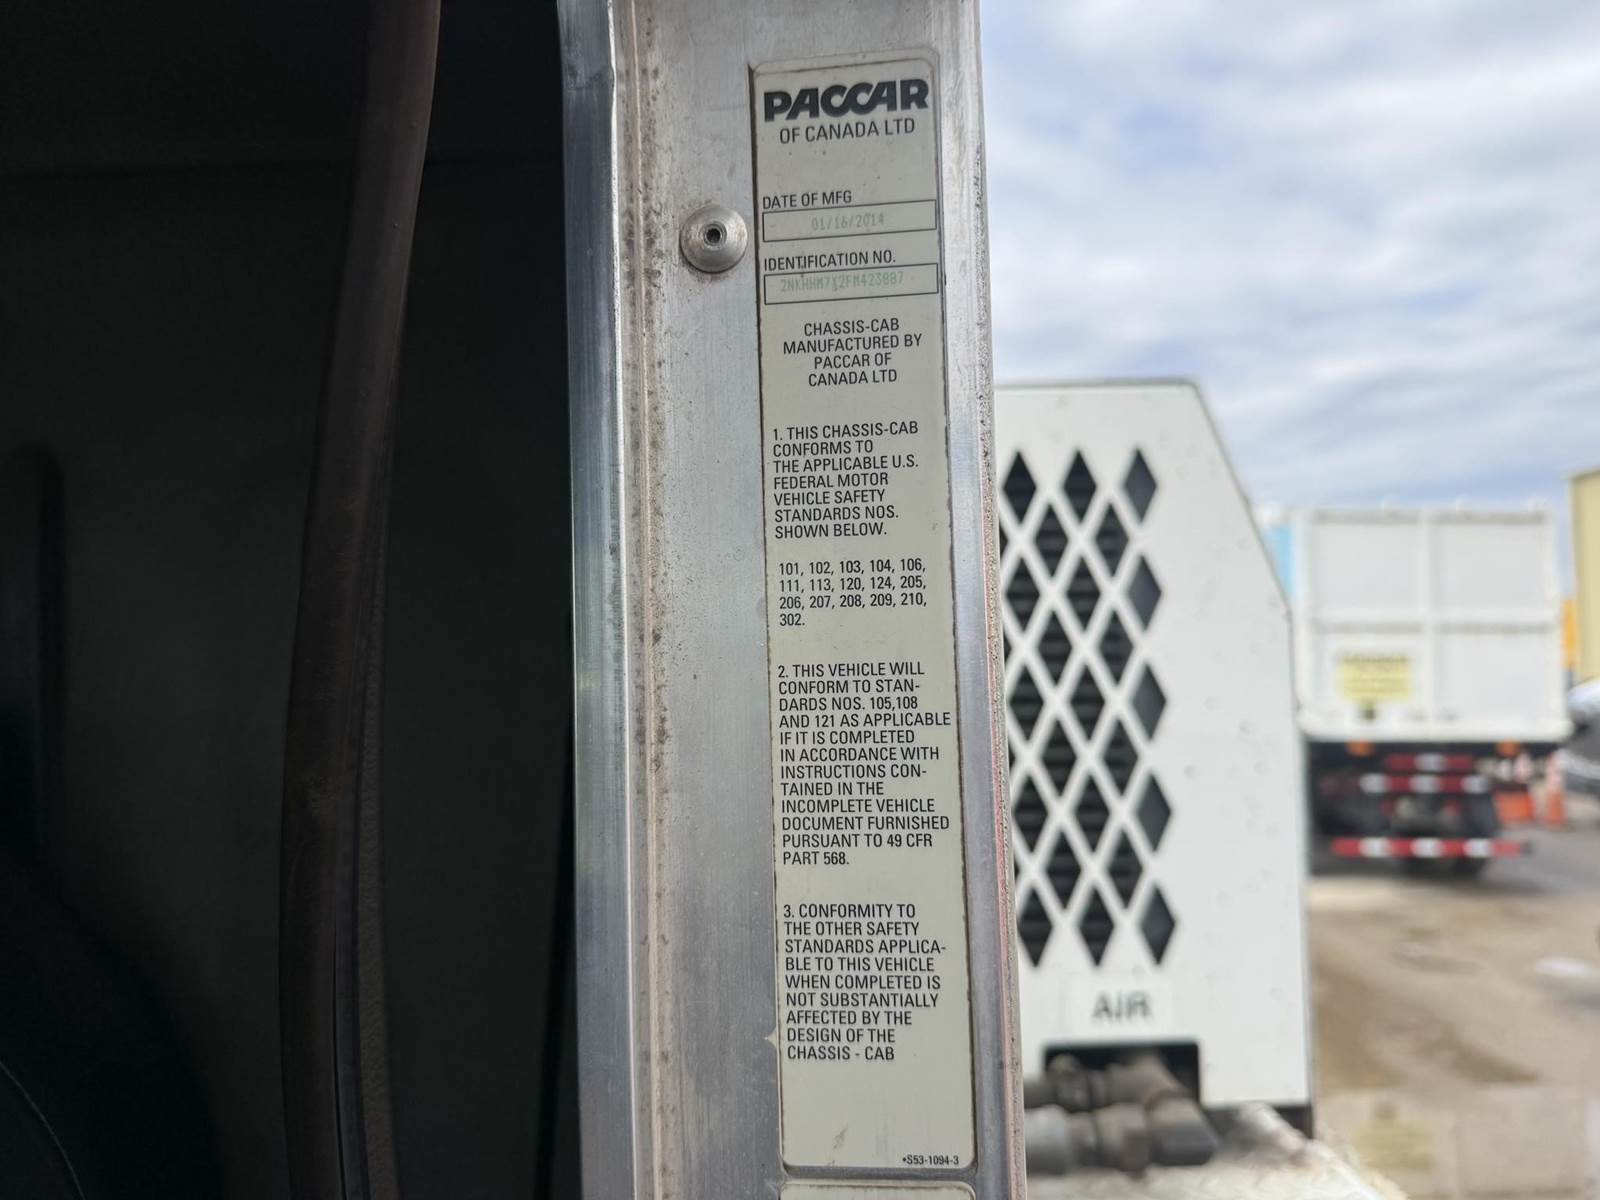 PACCAR
OF CANADA LTD
DATE OF MFG
01/16/2014
IDENTIFICATION NO.
2NKHHM7X2FM423887
CHASSIS-CAB
MANUFACTURED BY
PACCAR OF
CANADA LTD
1. THIS CHASSIS-CAB
CONFORMS TO
THE APPLICABLE U.S.
FEDERAL MOTOR
VEHICLE SAFETY
STANDARDS NOS.
SHOWN BELOW.
101, 102, 103, 104, 106,
111, 113, 120, 124, 205,
206, 207, 208, 209, 210,
302.
2. THIS VEHICLE WILL
CONFORM TO STAN-
DARDS NOS. 105,108
AND 121 AS APPLICABLE
IF IT IS COMPLETED
IN ACCORDANCE WITH
INSTRUCTIONS CON-
TAINED IN THE
INCOMPLETE VEHICLE
DOCUMENT FURNISHED
PURSUANT TO 49 CFR
PART 568.
3. CONFORMITY TO
THE OTHER SAFETY
STANDARDS APPLICA-
BLE TO THIS VEHICLE
WHEN COMPLETED IS
NOT SUBSTANTIALLY
AFFECTED BY THE
DESIGN OF THE
CHASSIS - CAB
*S53-1094-3
AIR